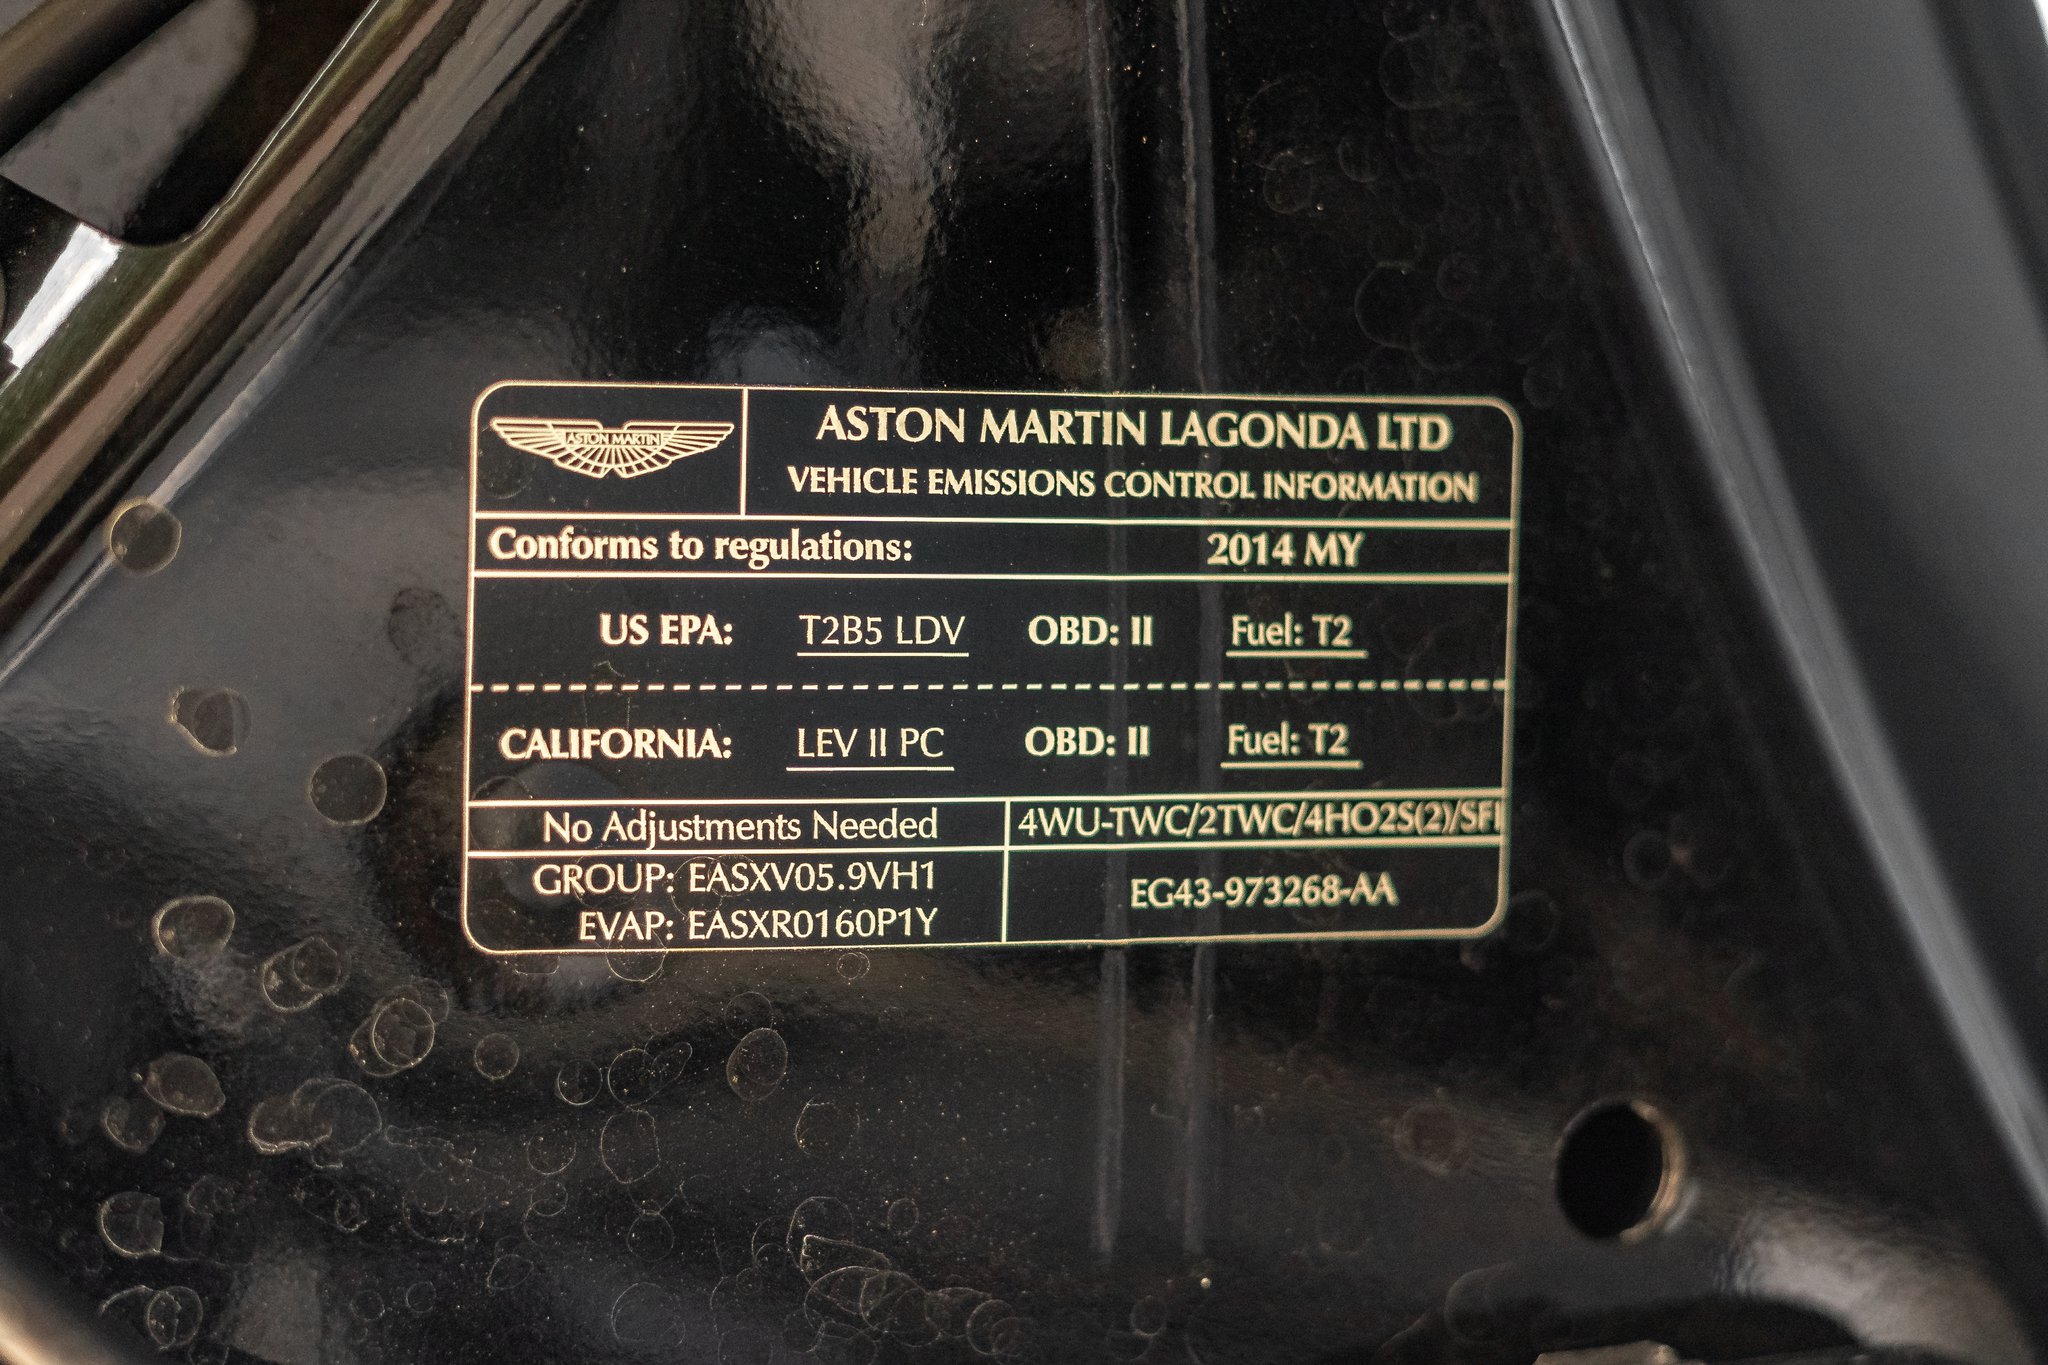 ASTON MARTIN
ASTON MARTIN LAGONDA LTD
VEHICLE EMISSIONS CONTROL INFORMATION
Conforms to regulations: 2014 MY
US EPA: T2B5 LDV OBD: II Fuel: T2
CALIFORNIA: LEV II PC OBD: II Fuel: T2
No Adjustments Needed 4WU-TWC/2TWC/4HO2S(2)/SFI
GROUP: EASXV05.9VH1
EVAP: EASXR0160P1Y
EG43-973268-AA